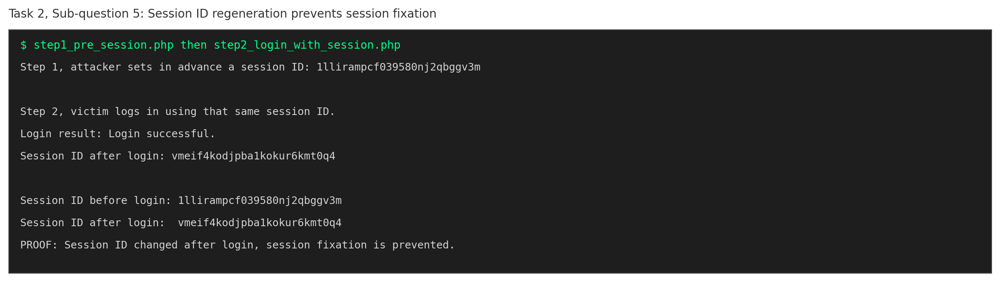 Task 2, Sub-question 5: Session ID regeneration prevents session fixation
$ step1_pre_session.php then step2_login_with_session.php
Step 1, attacker sets in advance a session ID: 1llirampcf039580nj2qbggv3m
Step 2, victim logs in using that same session ID.
Login result: Login successful.
Session ID after login: vmeif4kodjpba1kokur6kmt0q4
Session ID before login: 1llirampcf039580nj2qbggv3m
Session ID after login:  vmeif4kodjpba1kokur6kmt0q4
PROOF: Session ID changed after login, session fixation is prevented.